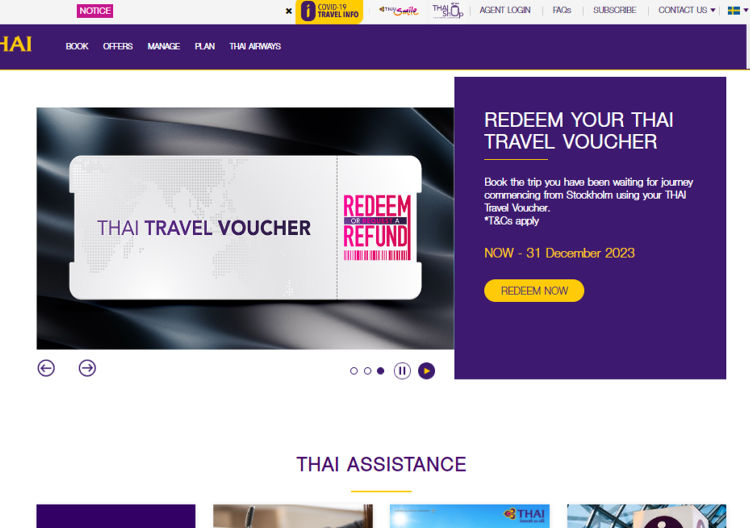 NOTICE
COVID-19
TRAVEL INFO
THAI Smile
THAI
SHOP
AGENT LOGIN
FAQs
SUBSCRIBE
CONTACT US
HAI
BOOK
OFFERS
MANAGE
PLAN
THAI AIRWAYS
THAI TRAVEL VOUCHER
REDEEM
OR REQUEST A
REFUND
REDEEM YOUR THAI
TRAVEL VOUCHER
Book the trip you have been waiting for journey
commencing from Stockholm using your THAI
Travel Voucher.
*T&Cs apply
NOW - 31 December 2023
REDEEM NOW
THAI ASSISTANCE
THAI